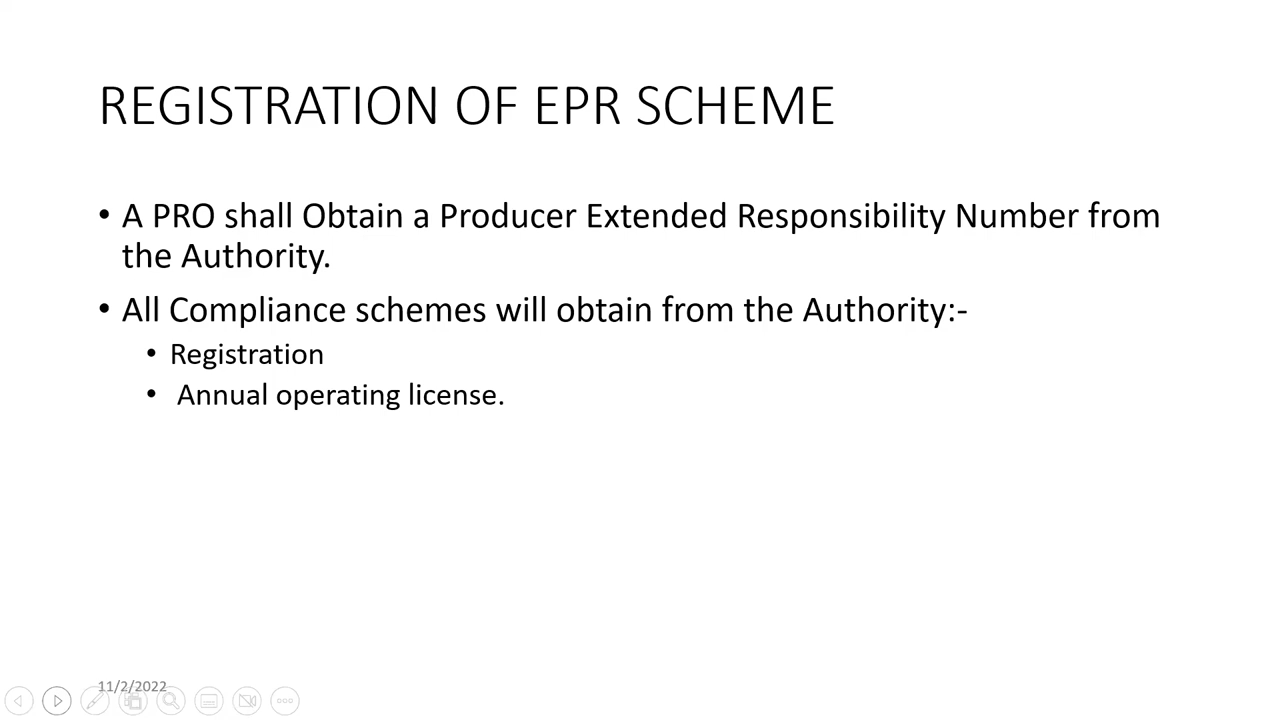 REGISTRATION OF EPR SCHEME
• A PRO shall Obtain a Producer Extended Responsibility Number from
the Authority.
• All Compliance schemes will obtain from the Authority:-
• Registration
• Annual operating license.
11/2/2022